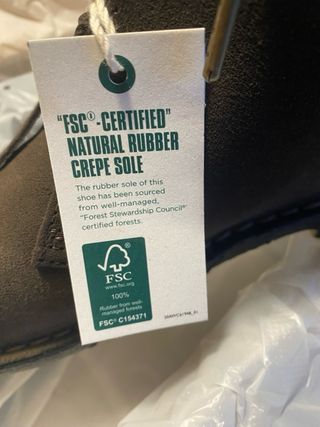 "FSC®-CERTIFIED"
NATURAL RUBBER
CREPE SOLE
The rubber sole of this
shoe has been sourced
from well-managed,
"Forest Stewardship Council®"
certified forests.
FSC
www.fsc.org
100%
Rubber from well-
managed forests
FSC® C154371